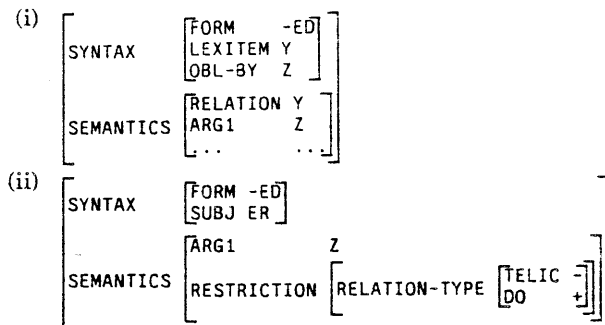 (i)
FORM -ED
SYNTAX LEXITEM Y
OBL-BY Z
RELATION Y
ARG1 Z
SEMANTICS
... ...
(ii)
FORM -ED
SYNTAX
SUBJ ER
ARG1 Z
TELIC -
SEMANTICS RESTRICTION RELATION-TYPE
DO +